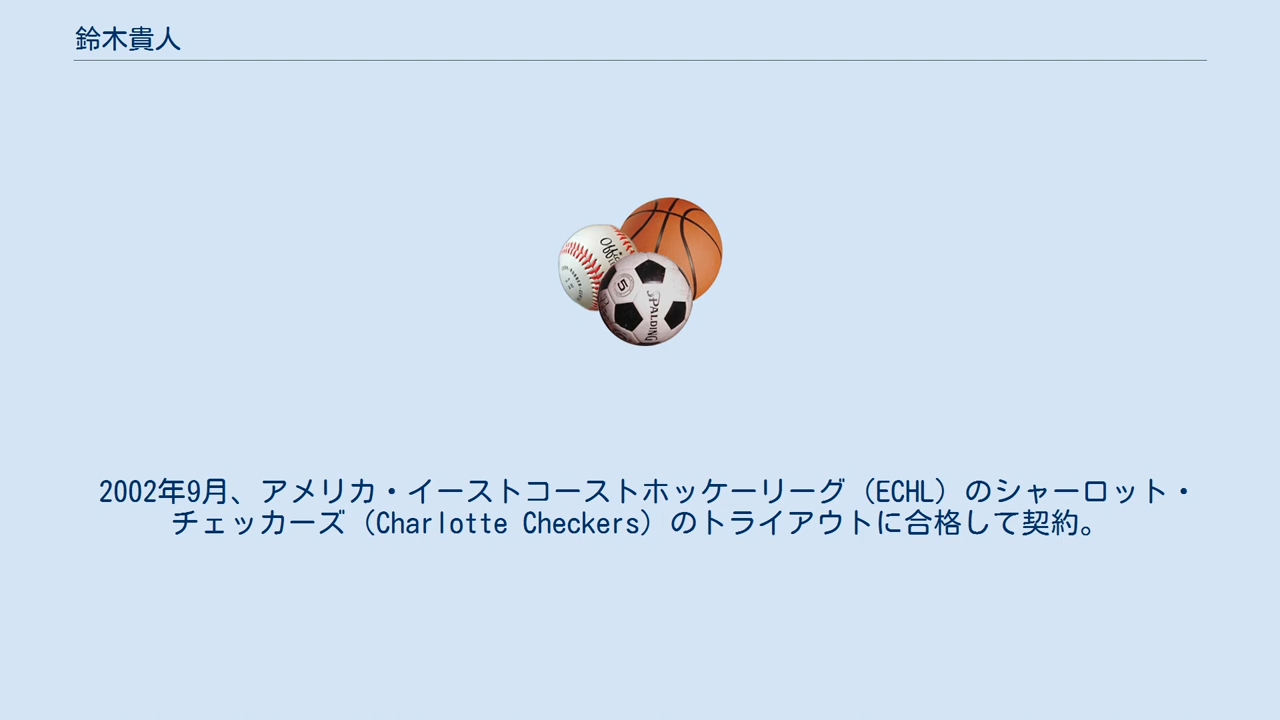 鈴木貴人
Offi
5
SPALDING
2002年9月、アメリカ・イーストコーストホッケーリーグ（ECHL）のシャーロット・
チェッカーズ（Charlotte Checkers）のトライアウトに合格して契約。